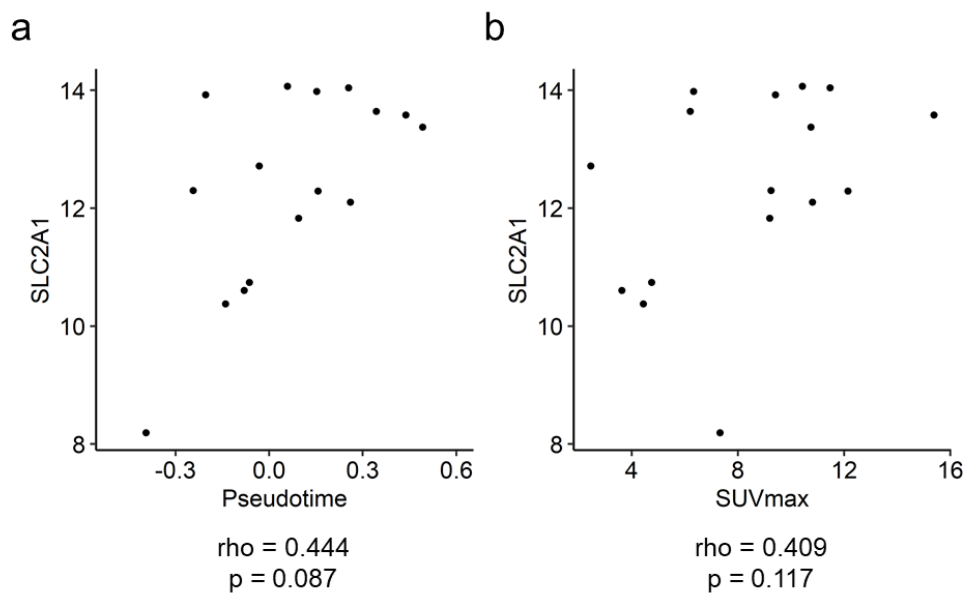 a
14
12
10
8
SLC2A1
-0.3 0.0 0.3 0.6
Pseudotime
rho = 0.444
p = 0.087
b
14
12
10
8
SLC2A1
4 8 12 16
SUVmax
rho = 0.409
p = 0.117